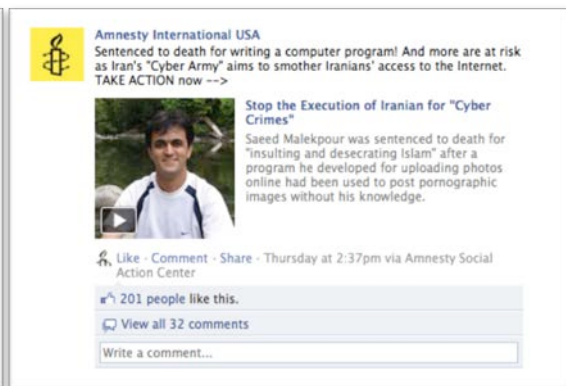 Amnesty International USA
Sentenced to death for writing a computer program! And more are at risk
as Iran's "Cyber Army" aims to smother Iranians' access to the Internet.
TAKE ACTION now -->
Stop the Execution of Iranian for "Cyber
Crimes"
Saeed Malekpour was sentenced to death for
"insulting and desecrating Islam" after a
program he developed for uploading photos
online had been used to post pornographic
images without his knowledge.
Like · Comment · Share · Thursday at 2:37pm via Amnesty Social
Action Center
201 people like this.
View all 32 comments
Write a comment...